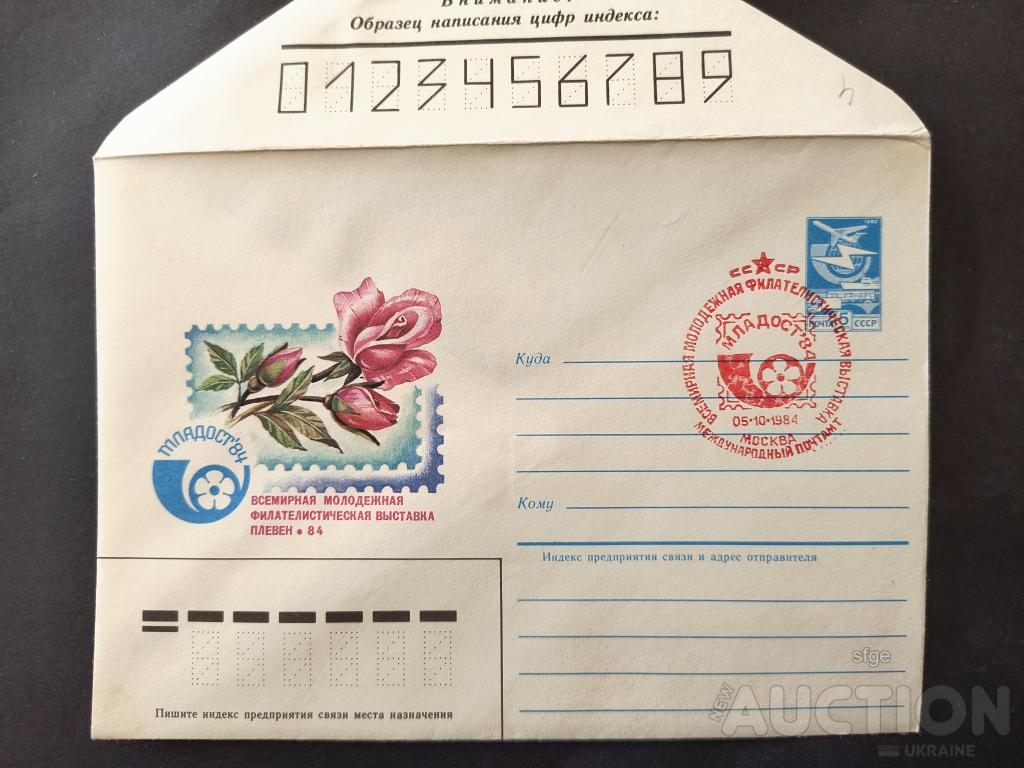 Внимание!
Образец написания цифр индекса:
0123456789
ч
1982
ПОЧТА 5 СССР
СССР
ВСЕМИРНАЯ МОЛОДЕЖНАЯ ФИЛАТЕЛИСТИЧЕСКАЯ ВЫСТАВКА
МЛАДОСТ'84
05·10·1984
МОСКВА
МЕЖДУНАРОДНЫЙ ПОЧТАМТ
Куда
МЛАДОСТ'84
ВСЕМИРНАЯ МОЛОДЕЖНАЯ
ФИЛАТЕЛИСТИЧЕСКАЯ ВЫСТАВКА
ПЛЕВЕН • 84
Кому
Индекс предприятия связи и адрес отправителя
Пишите индекс предприятия связи места назначения
sfge
NEW AUCTION
UKRAINE